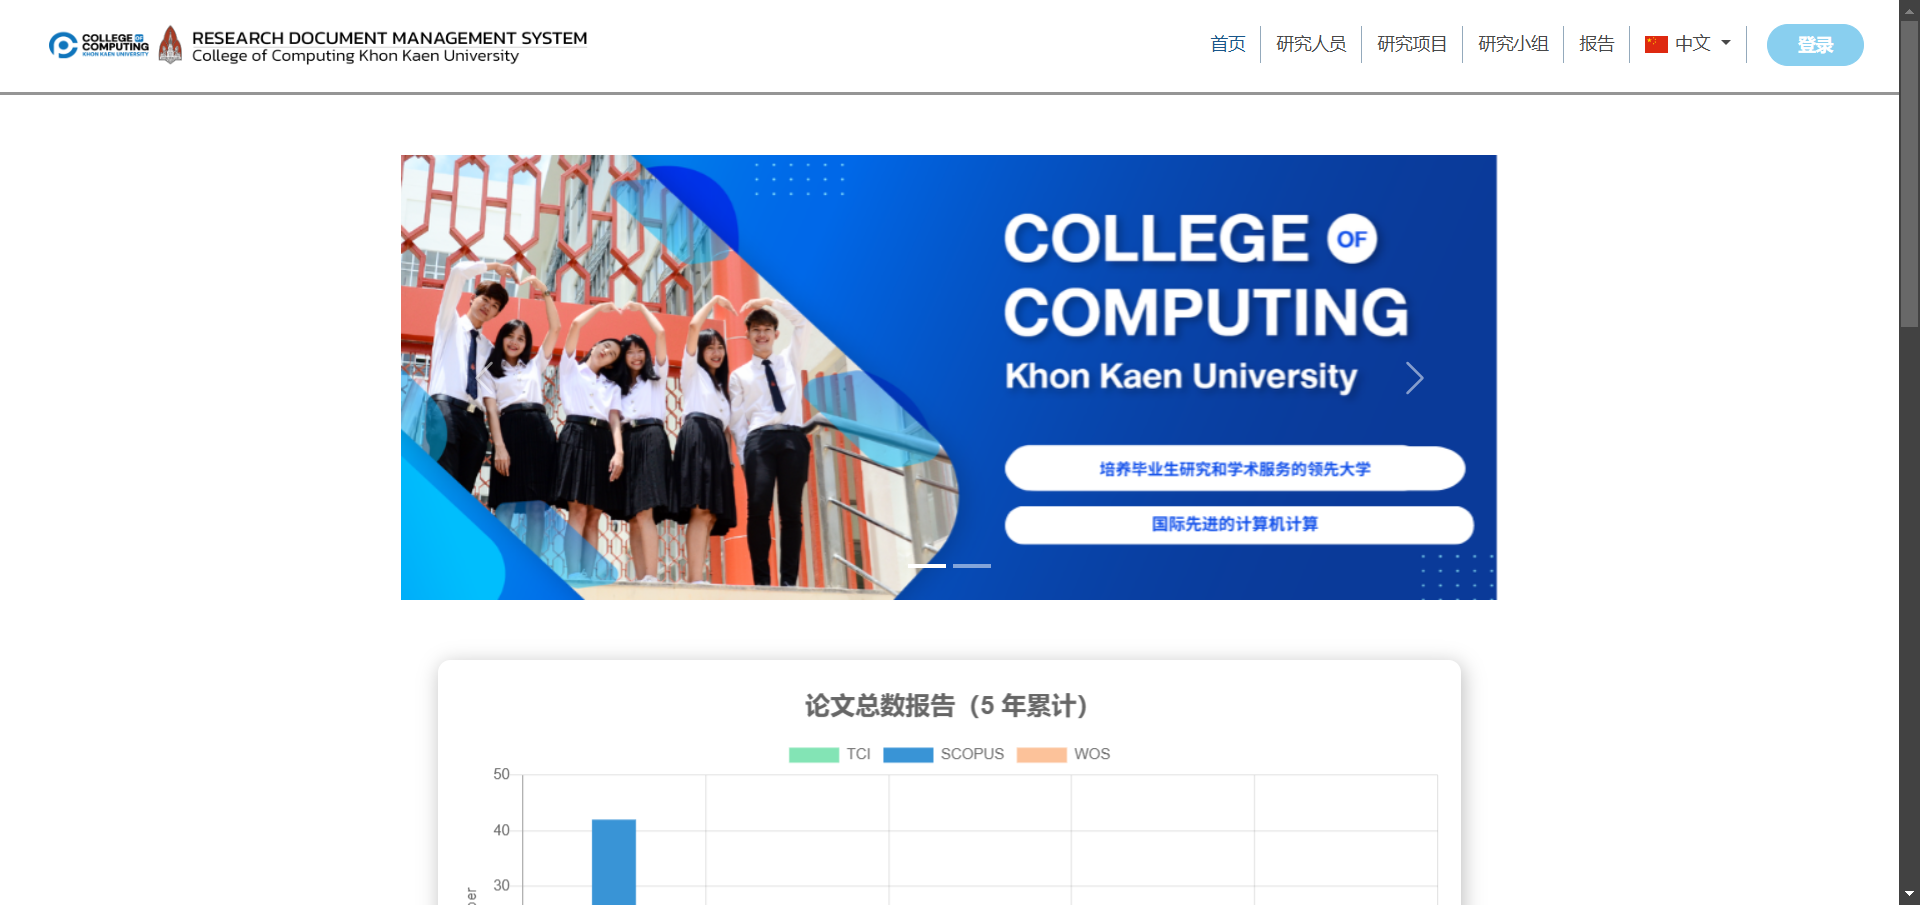 COLLEGE OF
COMPUTING
KHON KAEN UNIVERSITY
RESEARCH DOCUMENT MANAGEMENT SYSTEM
College of Computing Khon Kaen University
首页
研究人员
研究项目
研究小组
报告
中文
登录
COLLEGE OF
COMPUTING
Khon Kaen University
培养毕业生研究和学术服务的领先大学
国际先进的计算机计算
论文总数报告（5 年累计）
TCI SCOPUS WOS
50
40
30